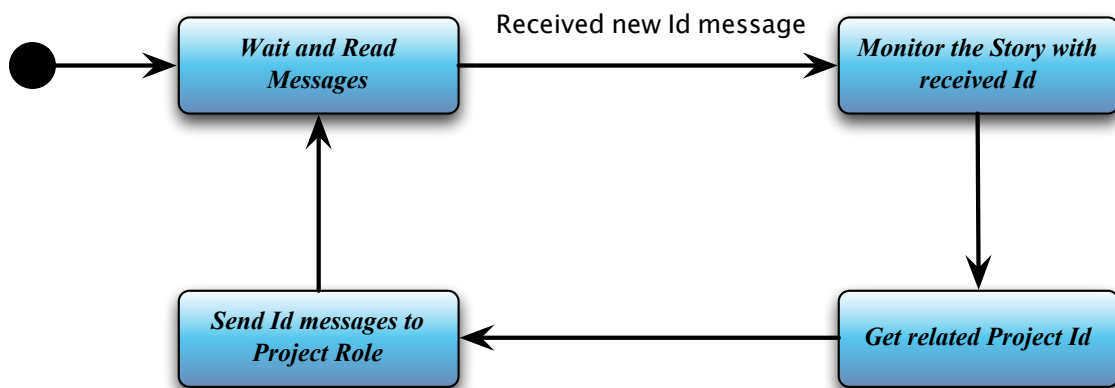 Received new Id message
Wait and Read
Messages
Monitor the Story with
received Id
Send Id messages to
Project Role
Get related Project Id